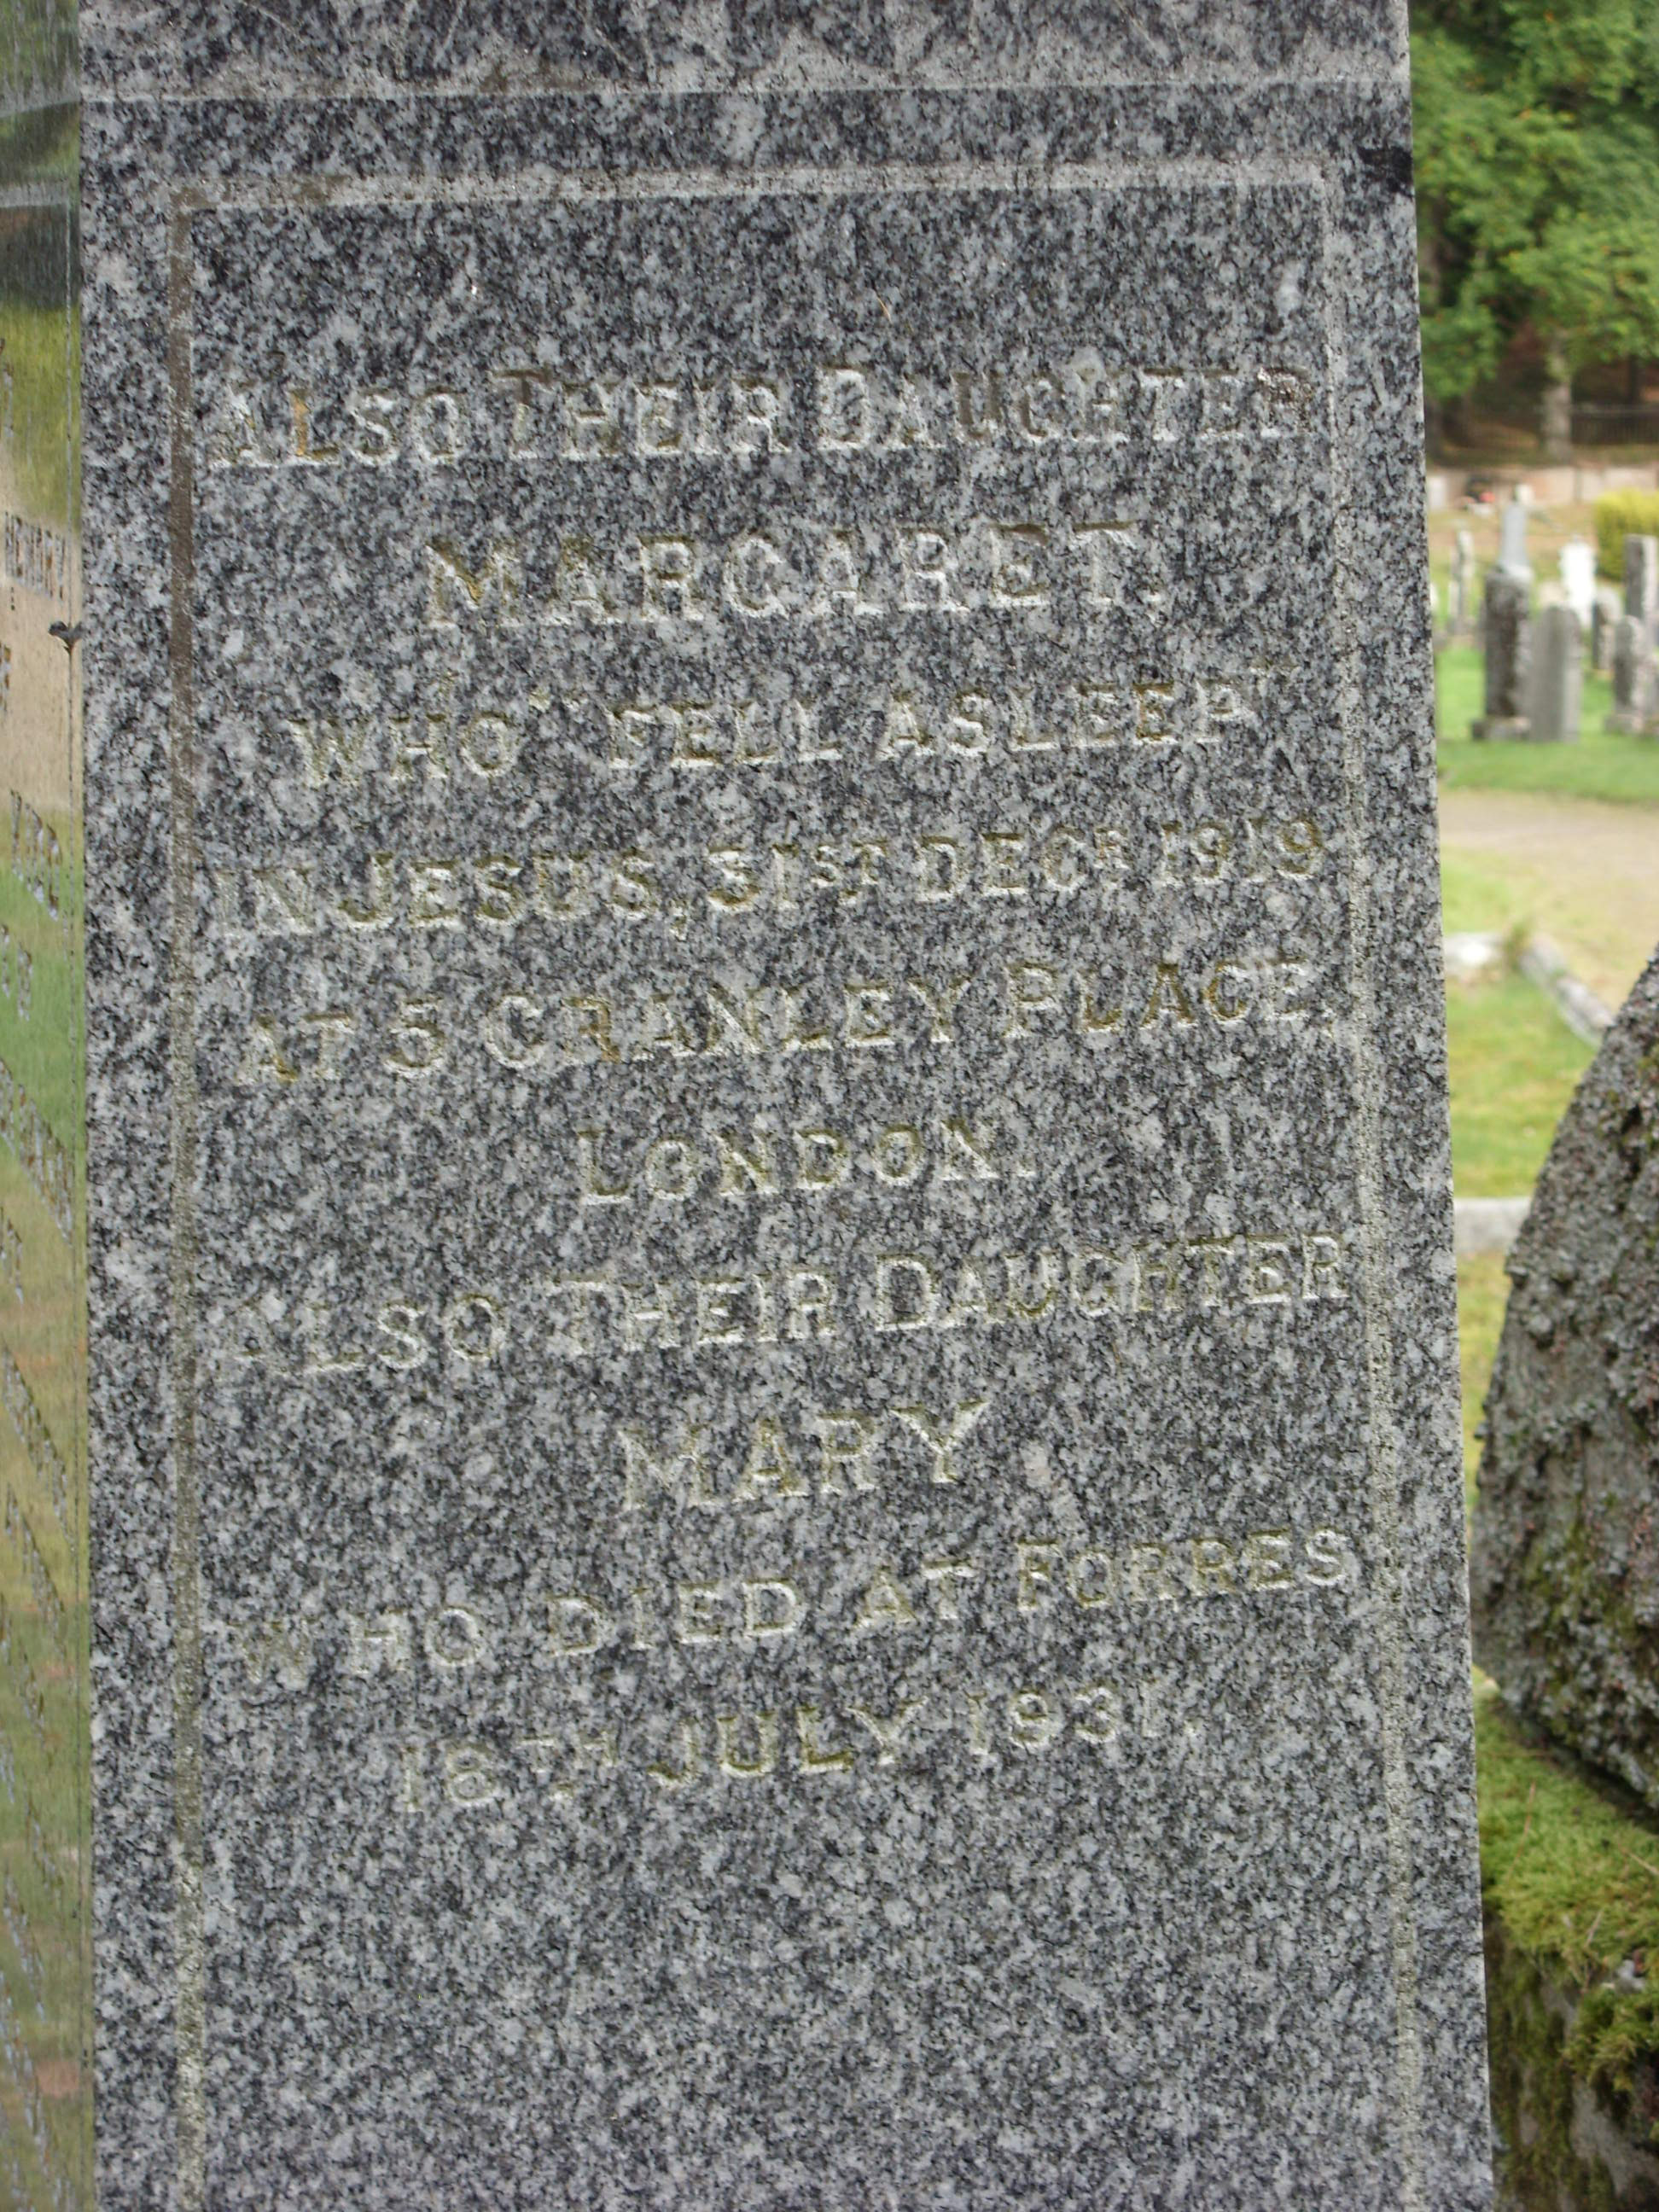 ALSO THEIR DAUGHTER
MARGARET.
WHO "FELL ASLEEP"
IN JESUS, 31ST DECR 1919
AT 5 CRANLEY PLACE,
LONDON.
ALSO THEIR DAUGHTER
MARY
WHO DIED AT FORRES
18TH JULY 1931.